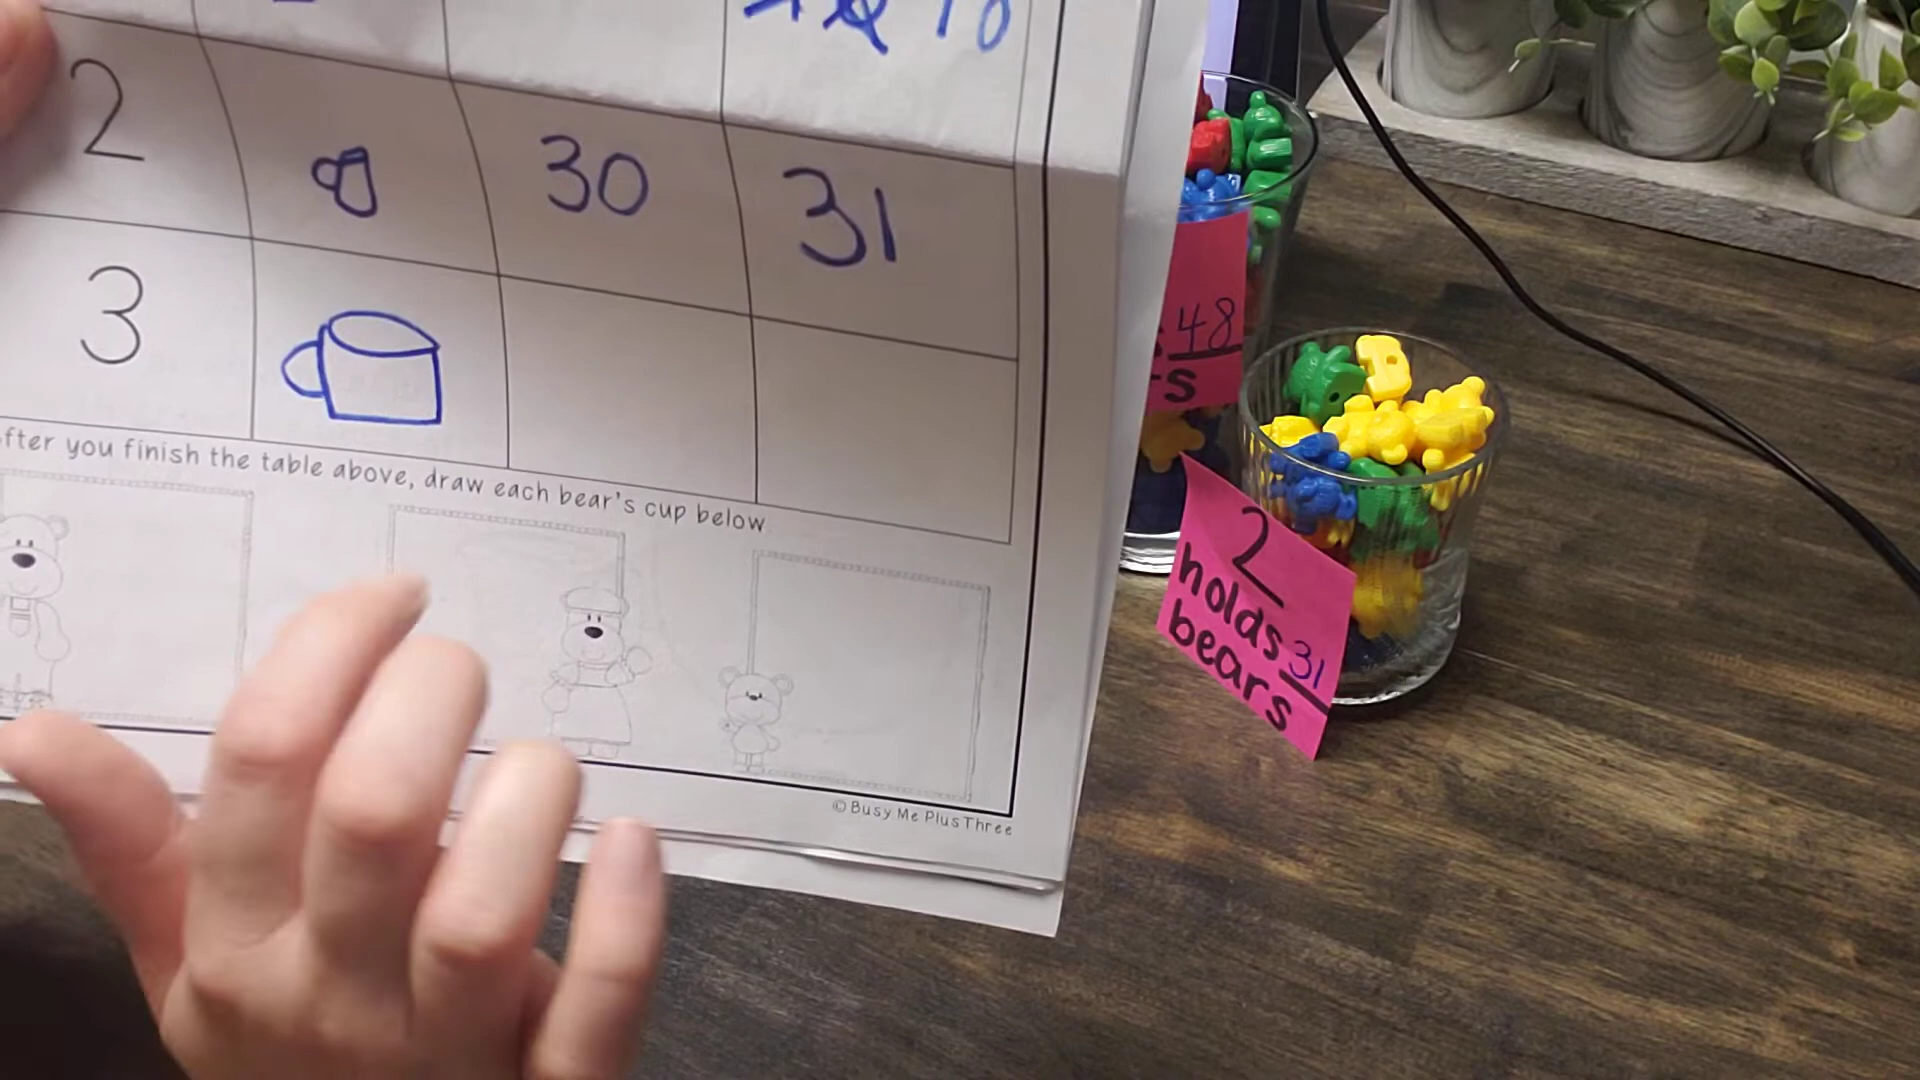 2 30 31
3
fter you finish the table above, draw each bear's cup below.
© Busy Me Plus Three
48
s
2
holds 31
bears